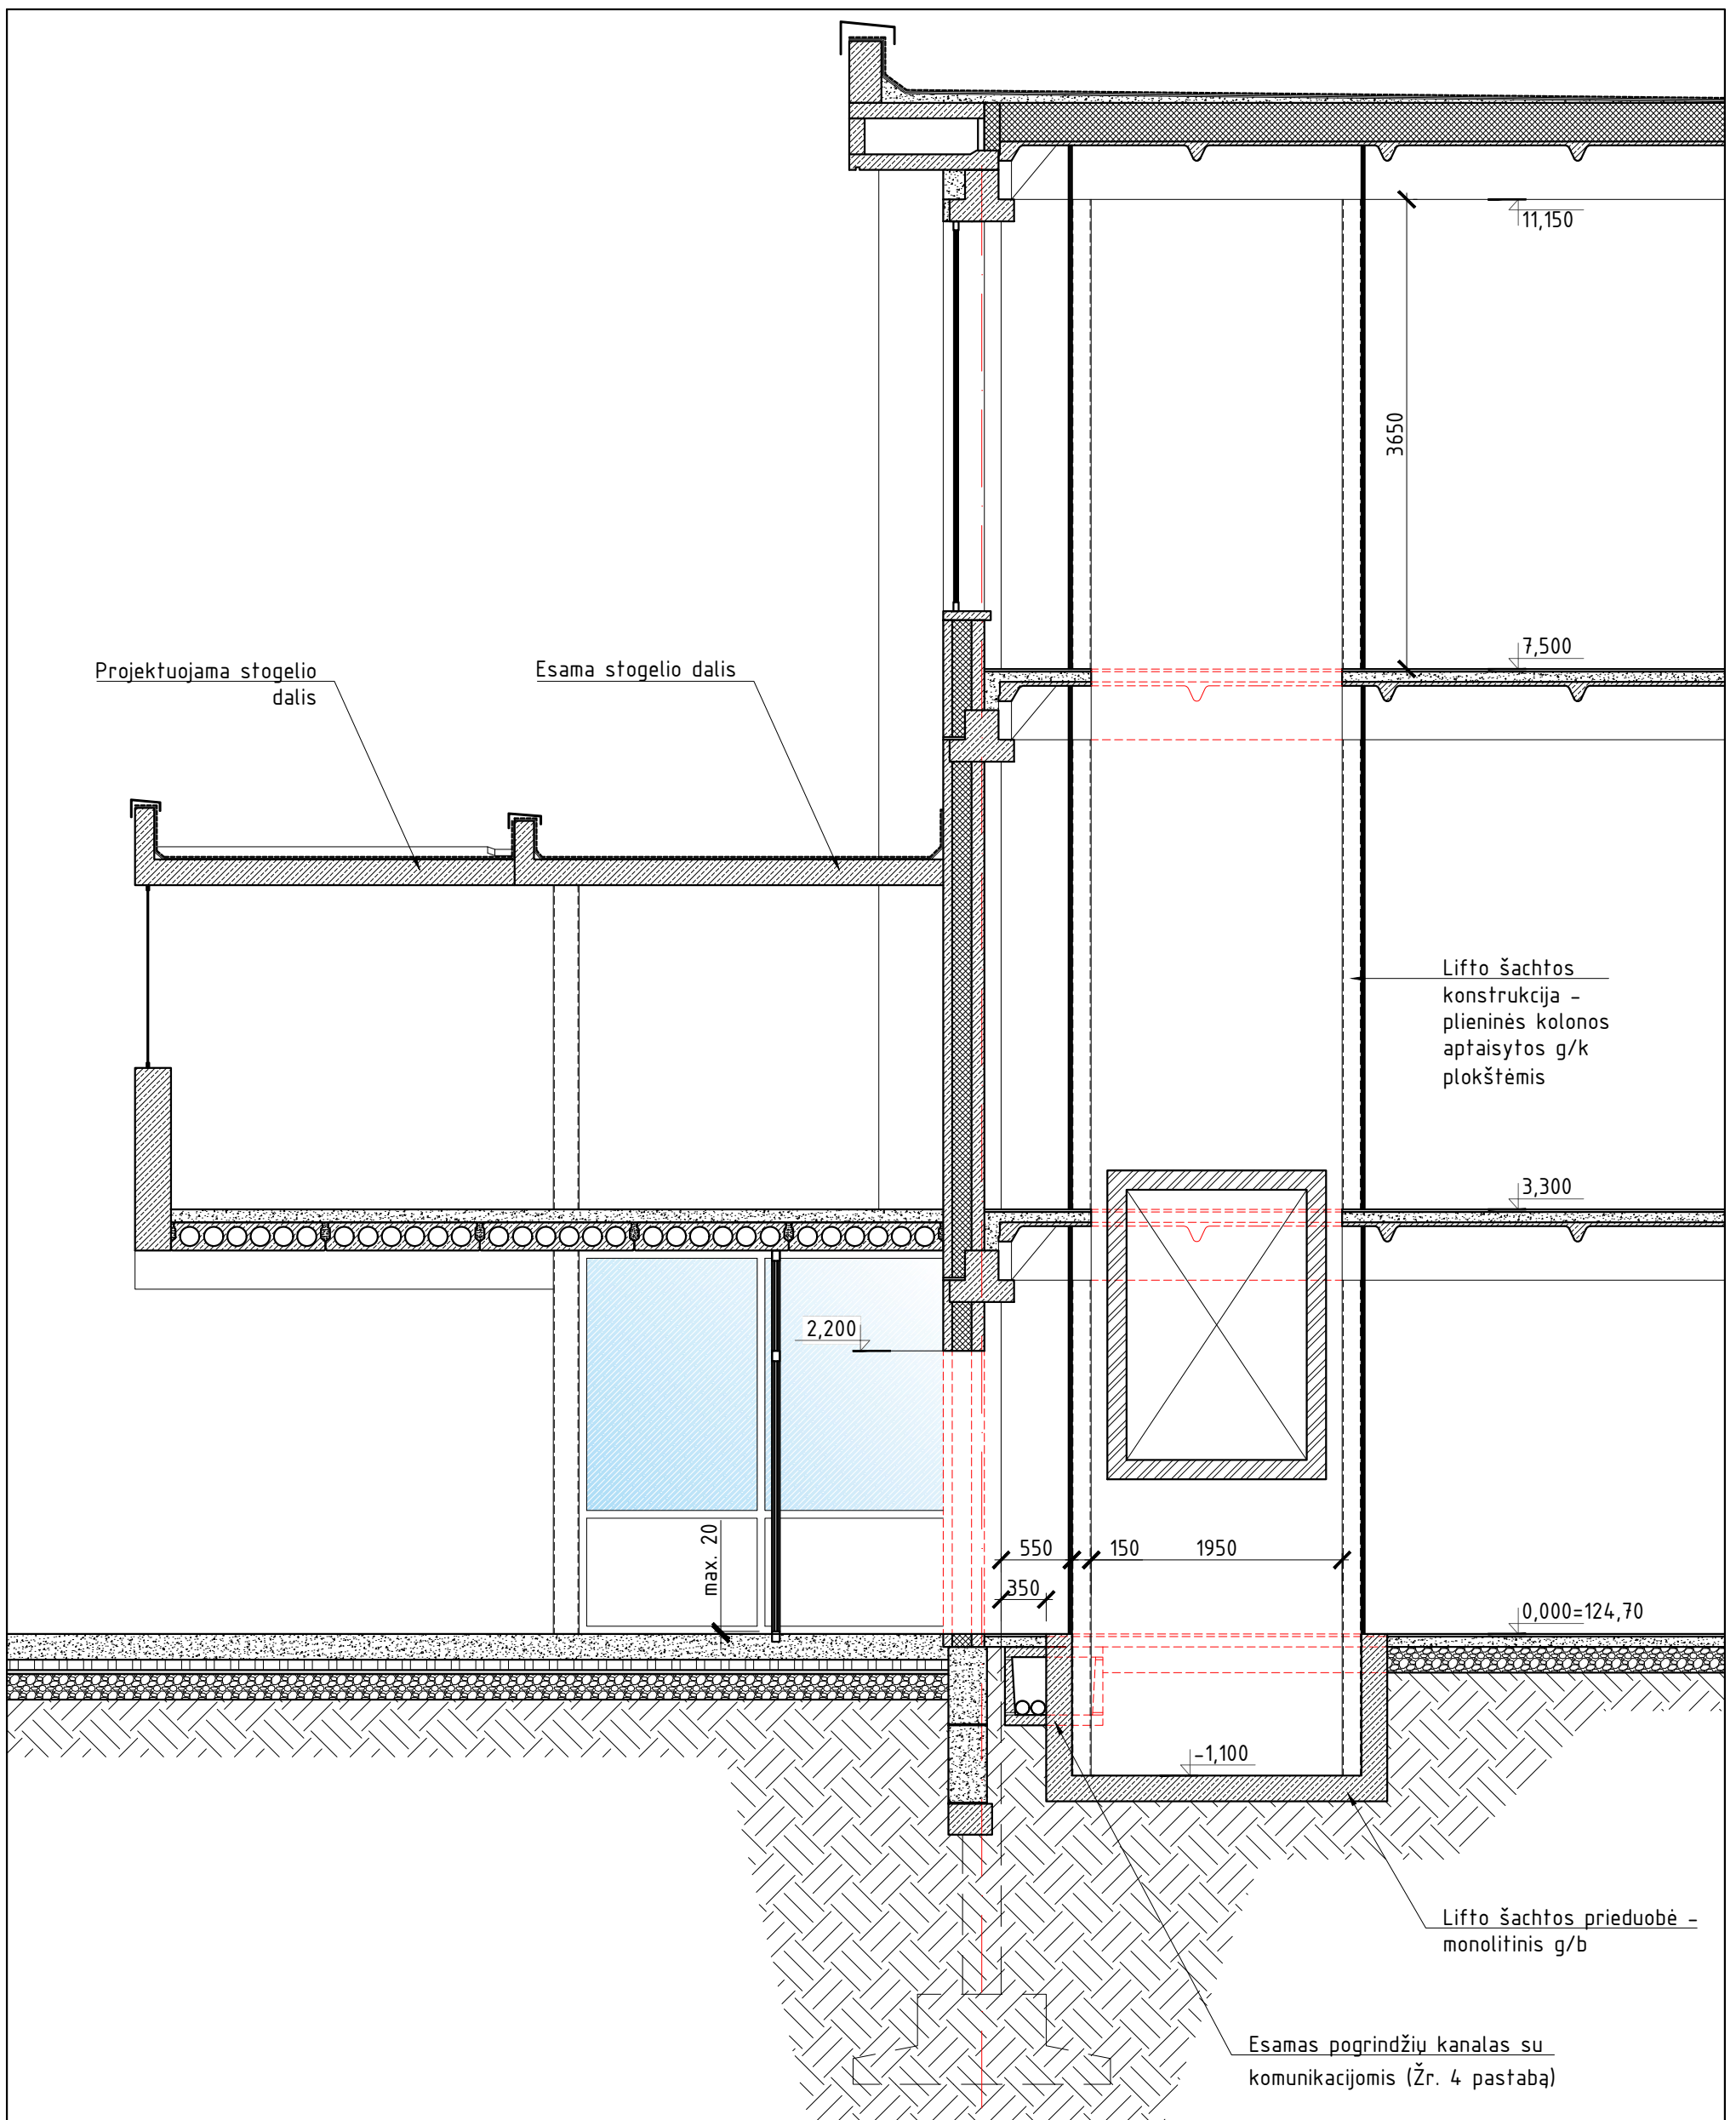 11,150
3650
7,500
Projektuojama stogelio
dalis
Esama stogelio dalis
Lifto šachtos
konstrukcija -
plieninės kolonos
aptaisytos g/k
plokštėmis
3,300
2,200
max. 20
550
150
1950
350
0,000=124,70
-1,100
Lifto šachtos prieduobė -
monolitinis g/b
Esamas pogrindžių kanalas su
komunikacijomis (Žr. 4 pastabą)